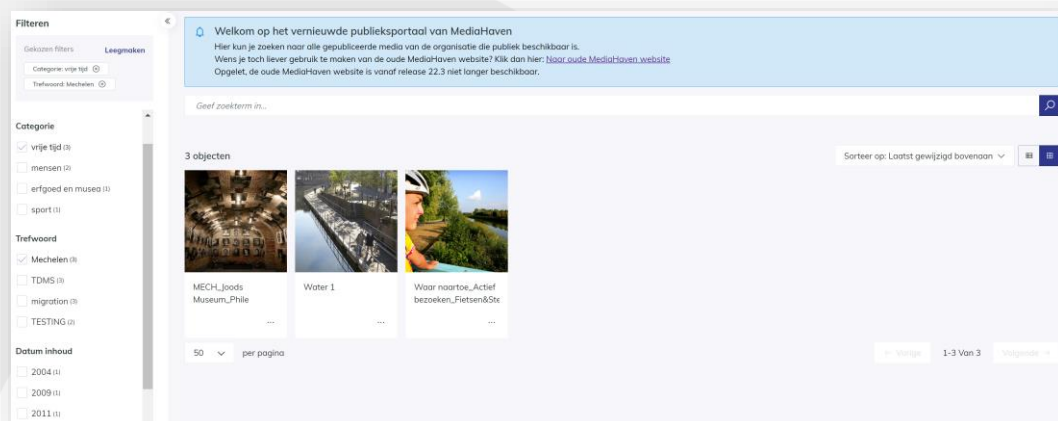 Filteren
Gekozen filters Leegmaken
Categorie: vrije tijd
Trefwoord: Mechelen
Categorie
vrije tijd (3)
mensen (2)
erfgoed en musea (1)
sport (1)
Trefwoord
Mechelen (3)
TDMS (3)
migration (3)
TESTING (2)
Datum inhoud
2004 (1)
2009 (1)
2011 (1)
Welkom op het vernieuwde publieksportaal van MediaHaven
Hier kun je zoeken naar alle gepubliceerde media van de organisatie die publiek beschikbaar is.
Wens je toch liever gebruik te maken van de oude MediaHaven website? Klik dan hier: Naar oude MediaHaven website
Opgelet, de oude MediaHaven website is vanaf release 22.3 niet langer beschikbaar.
Geef zoekterm in...
3 objecten
Sorteer op: Laatst gewijzigd bovenaan
MECH_Joods
Museum_Phile
...
Water 1
...
Waar naartoe_Actief
bezoeken_Fietsen&Ste
...
50 per pagina
Vorige 1-3 Van 3 Volgende